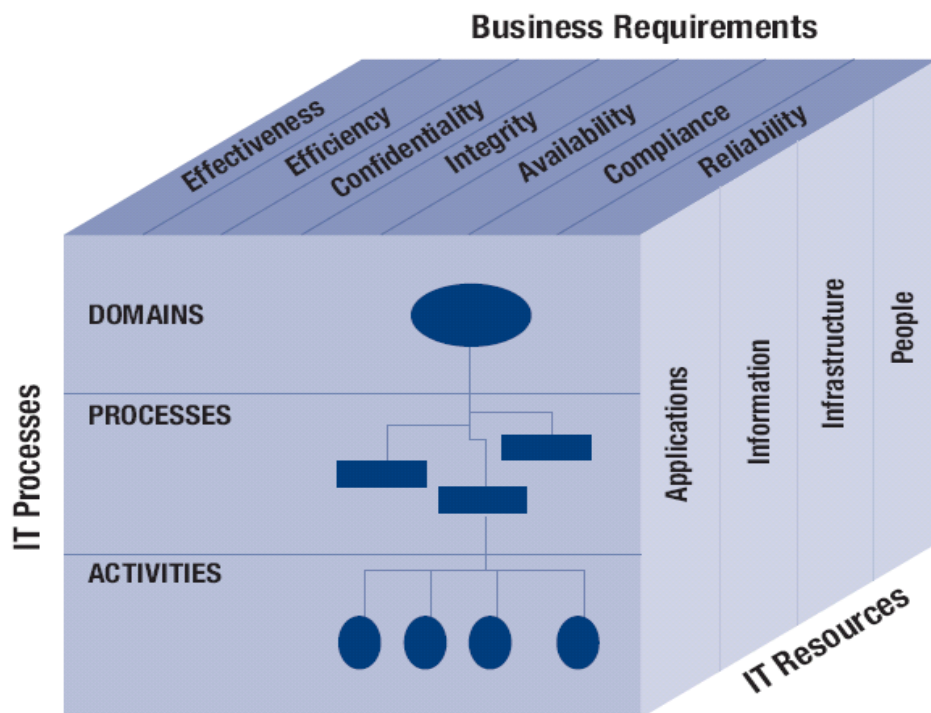 Business Requirements
Effectiveness
Efficiency
Confidentiality
Integrity
Availability
Compliance
Reliability
IT Processes
DOMAINS
PROCESSES
ACTIVITIES
Applications
Information
Infrastructure
People
IT Resources